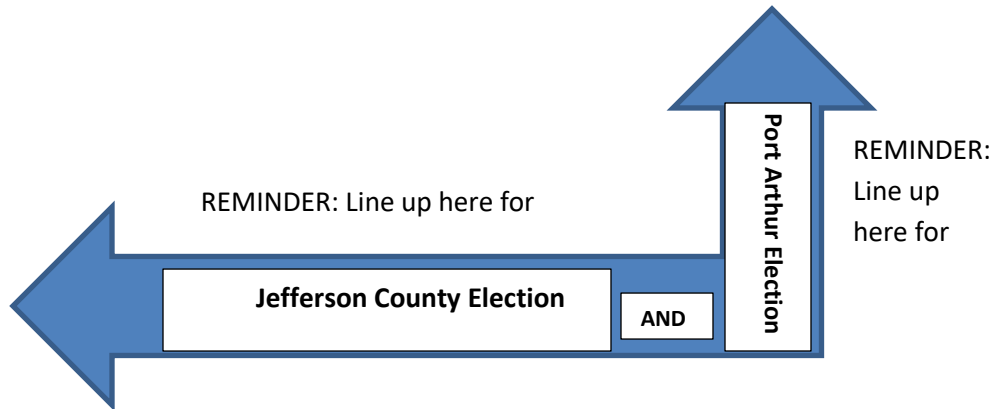 REMINDER: Line up here for
Jefferson County Election
AND
Port Arthur Election
REMINDER:
Line up
here for